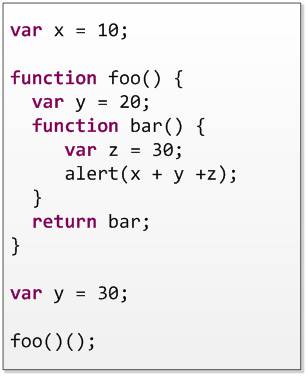 var x = 10;
function foo() {
var y = 20;
function bar() {
var z = 30;
alert(x + y +z);
}
return bar;
}
var y = 30;
foo()();